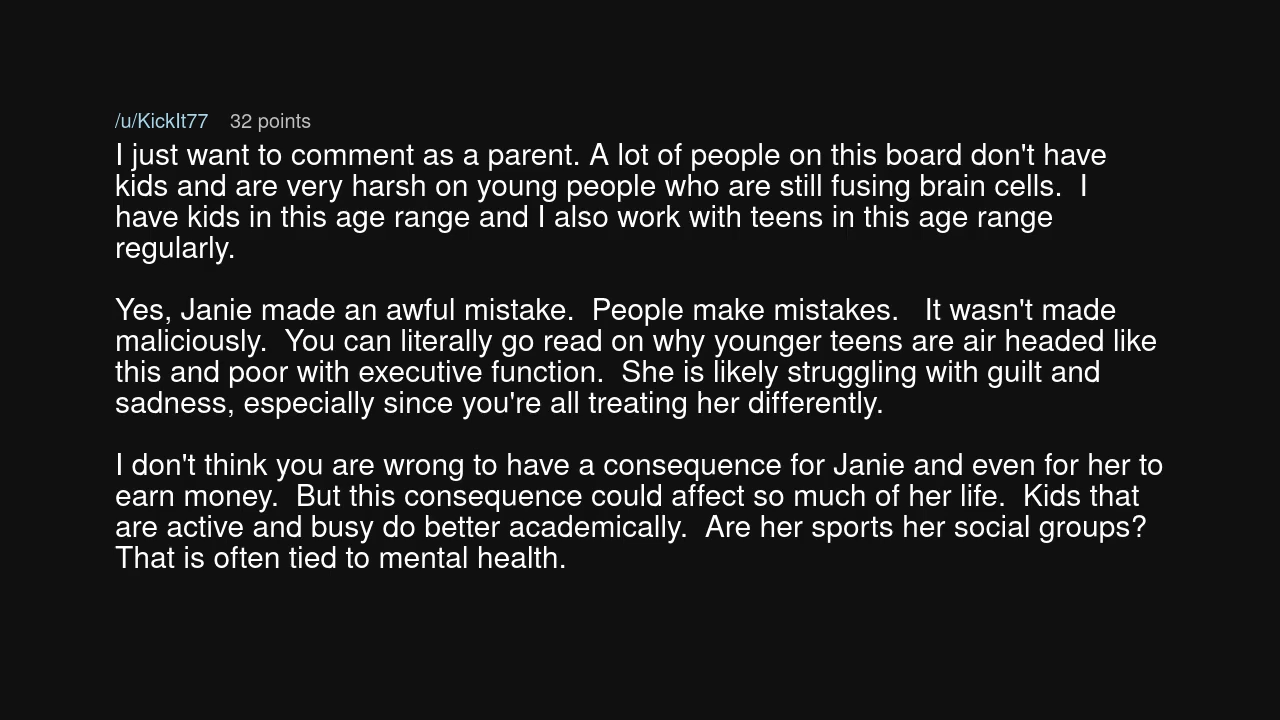 /u/KickIt77 32 points
I just want to comment as a parent. A lot of people on this board don't have
kids and are very harsh on young people who are still fusing brain cells.  I
have kids in this age range and I also work with teens in this age range
regularly.
Yes, Janie made an awful mistake.  People make mistakes.   It wasn't made
maliciously.  You can literally go read on why younger teens are air headed like
this and poor with executive function.  She is likely struggling with guilt and
sadness, especially since you're all treating her differently.
I don't think you are wrong to have a consequence for Janie and even for her to
earn money.  But this consequence could affect so much of her life.  Kids that
are active and busy do better academically.  Are her sports her social groups?
That is often tied to mental health.